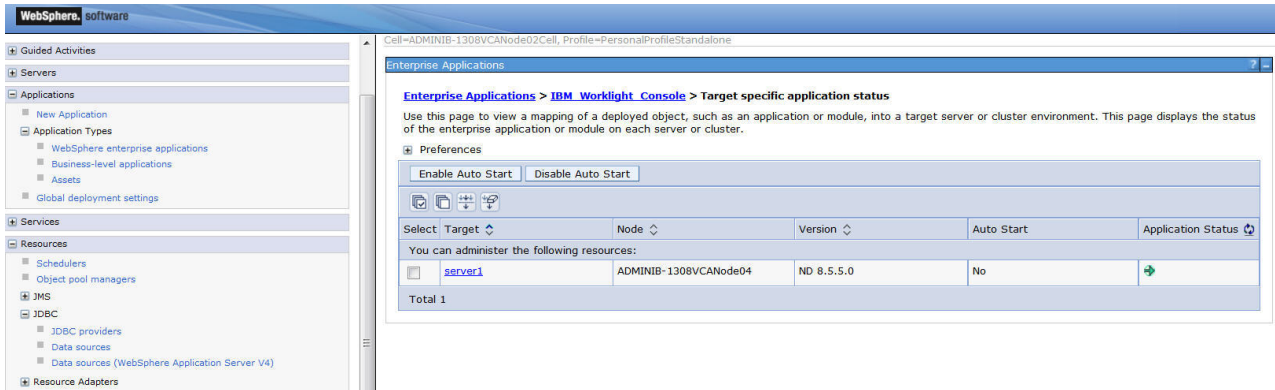 WebSphere. software
Cell=ADMINIB-1308VCANode02Cell, Profile=PersonalProfileStandalone
Guided Activities
Servers
Applications
New Application
Application Types
WebSphere enterprise applications
Business-level applications
Assets
Global deployment settings
Services
Resources
Schedulers
Object pool managers
JMS
JDBC
JDBC providers
Data sources
Data sources (WebSphere Application Server V4)
Resource Adapters
Enterprise Applications ? –
Enterprise Applications > IBM_Worklight_Console > Target specific application status
Use this page to view a mapping of a deployed object, such as an application or module, into a target server or cluster environment. This page displays the status
of the enterprise application or module on each server or cluster.
Preferences
Enable Auto Start Disable Auto Start
Select Target Node Version Auto Start Application Status
You can administer the following resources:
server1 ADMINIB-1308VCANode04 ND 8.5.5.0 No
Total 1